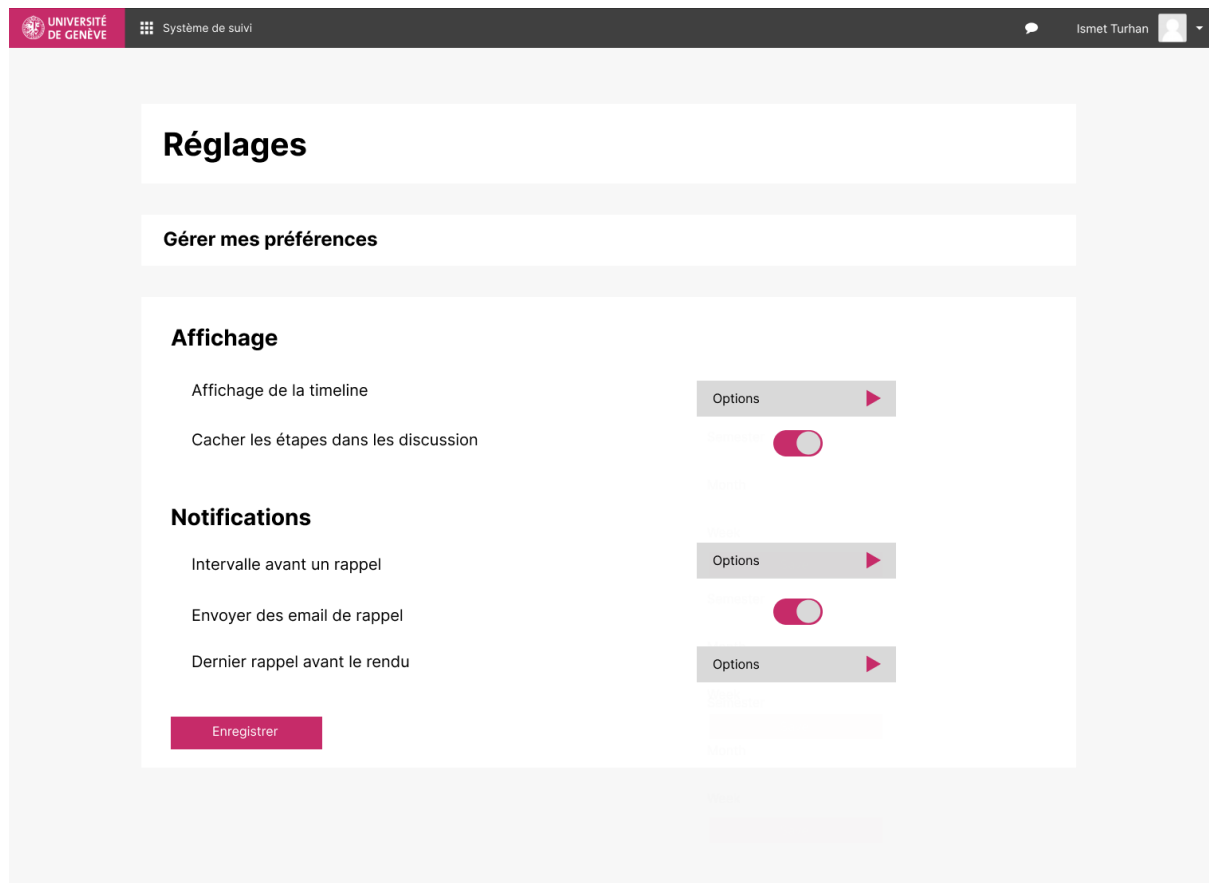 UNIVERSITÉ
DE GENÈVE
Système de suivi
Ismet Turhan
Réglages
Gérer mes préférences
Affichage
Affichage de la timeline
Options
Cacher les étapes dans les discussion
Notifications
Intervalle avant un rappel
Options
Envoyer des email de rappel
Dernier rappel avant le rendu
Options
Enregistrer